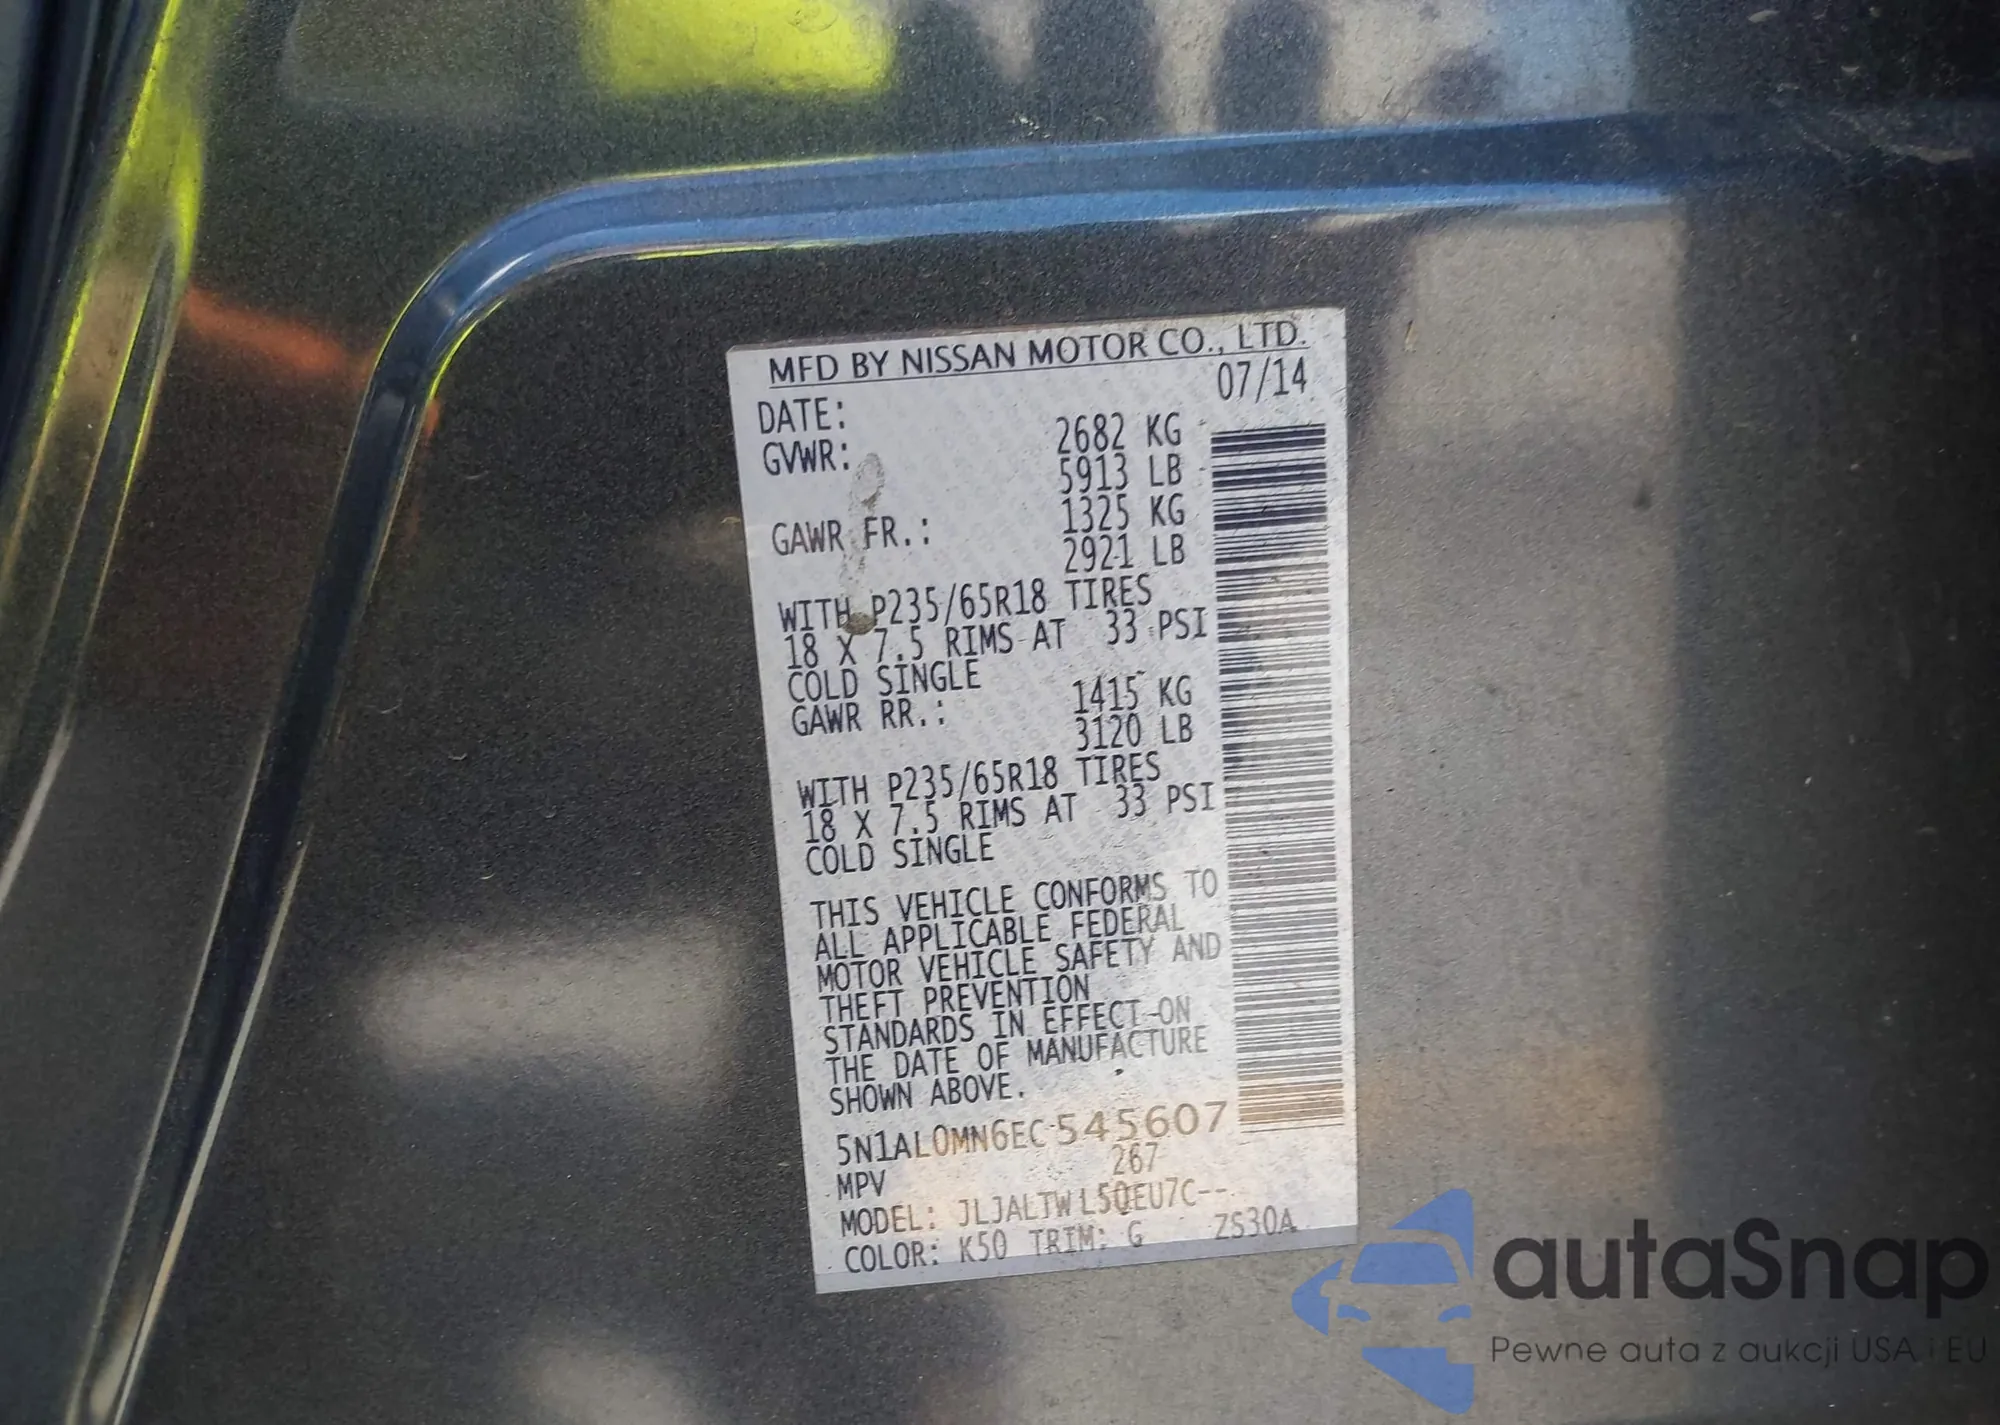 MFD BY NISSAN MOTOR CO., LTD.
DATE: 07/14
GVWR: 2682 KG
5913 LB
GAWR FR.: 1325 KG
2921 LB
WITH P235/65R18 TIRES
18 X 7.5 RIMS AT 33 PSI
COLD SINGLE
GAWR RR.: 1415 KG
3120 LB
WITH P235/65R18 TIRES
18 X 7.5 RIMS AT 33 PSI
COLD SINGLE
THIS VEHICLE CONFORMS TO
ALL APPLICABLE FEDERAL
MOTOR VEHICLE SAFETY AND
THEFT PREVENTION
STANDARDS IN EFFECT ON
THE DATE OF MANUFACTURE
SHOWN ABOVE.
5N1AL0MN6EC545607
MPV 267
MODEL: JLJALTWL50EU7C--
COLOR: K50 TRIM: G ZS30A
autaSnap
Pewne auta z aukcji USA i EU